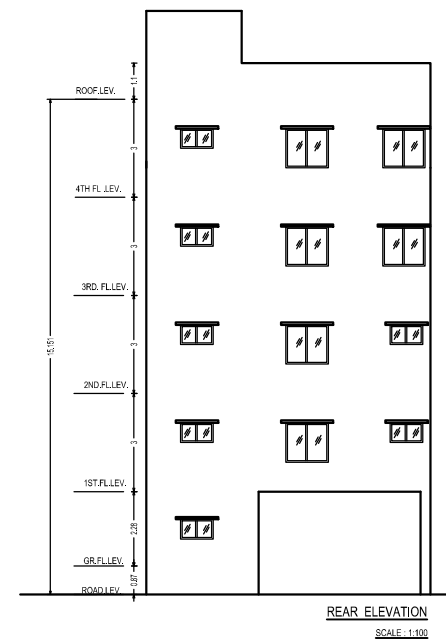 1.1
ROOF.LEV.
3
4TH FL .LEV.
3
3RD. FL.LEV.
15.151
3
2ND.FL.LEV.
3
1ST.FL.LEV.
2.28
GR.FL.LEV.
0.87
ROAD.LEV.
REAR ELEVATION
SCALE : 1:100